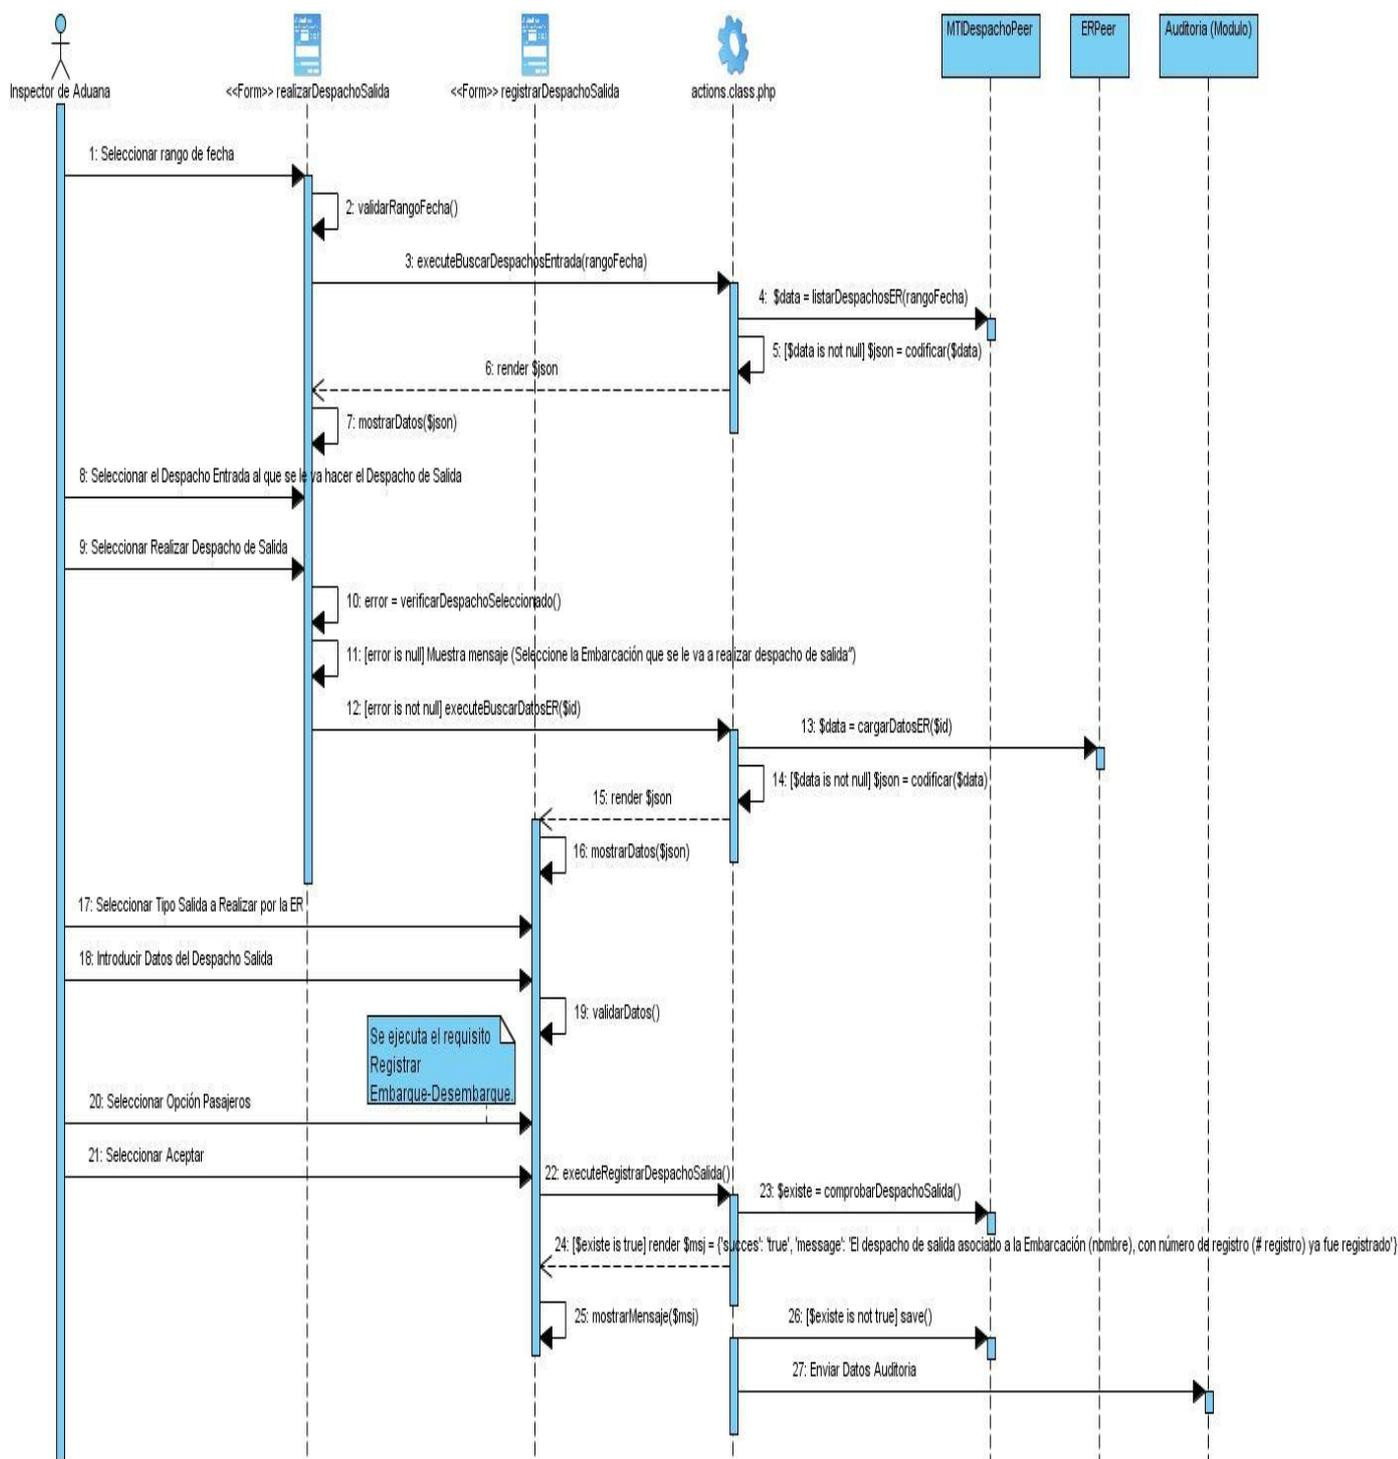 MTIDespachoPeer
ERPeer
Auditoria (Modulo)
Inspector de Aduana
<<Form>> realizarDespachoSalida
<<Form>> registrarDespachoSalida
actions.class.php
1: Seleccionar rango de fecha
2: validarRangoFecha()
3: executeBuscarDespachosEntrada(rangoFecha)
4: $data = listarDespachosER(rangoFecha)
5: [$data is not null] $json = codificar($data)
6: render $json
7: mostrarDatos($json)
8: Seleccionar el Despacho Entrada al que se le va hacer el Despacho de Salida
9: Seleccionar Realizar Despacho de Salida
10: error = verificarDespachoSeleccionado()
11: [error is null] Muestra mensaje (Seleccione la Embarcación que se le va a realizar despacho de salida")
12: [error is not null] executeBuscarDatosER($id)
13: $data = cargarDatosER($id)
14: [$data is not null] $json = codificar($data)
15: render $json
16: mostrarDatos($json)
17: Seleccionar Tipo Salida a Realizar por la ER
18: Introducir Datos del Despacho Salida
19: validarDatos()
Se ejecuta el requisito
Registrar
Embarque-Desembarque.
20: Seleccionar Opción Pasajeros
21: Seleccionar Aceptar
22: executeRegistrarDespachoSalida()
23: $existe = comprobarDespachoSalida()
24: [$existe is true] render $msj = {'succes': 'true', 'message': 'El despacho de salida asociado a la Embarcación (nombre), con número de registro (# registro) ya fue registrado'}
25: mostrarMensaje($msj)
26: [$existe is not true] save()
27: Enviar Datos Auditoria